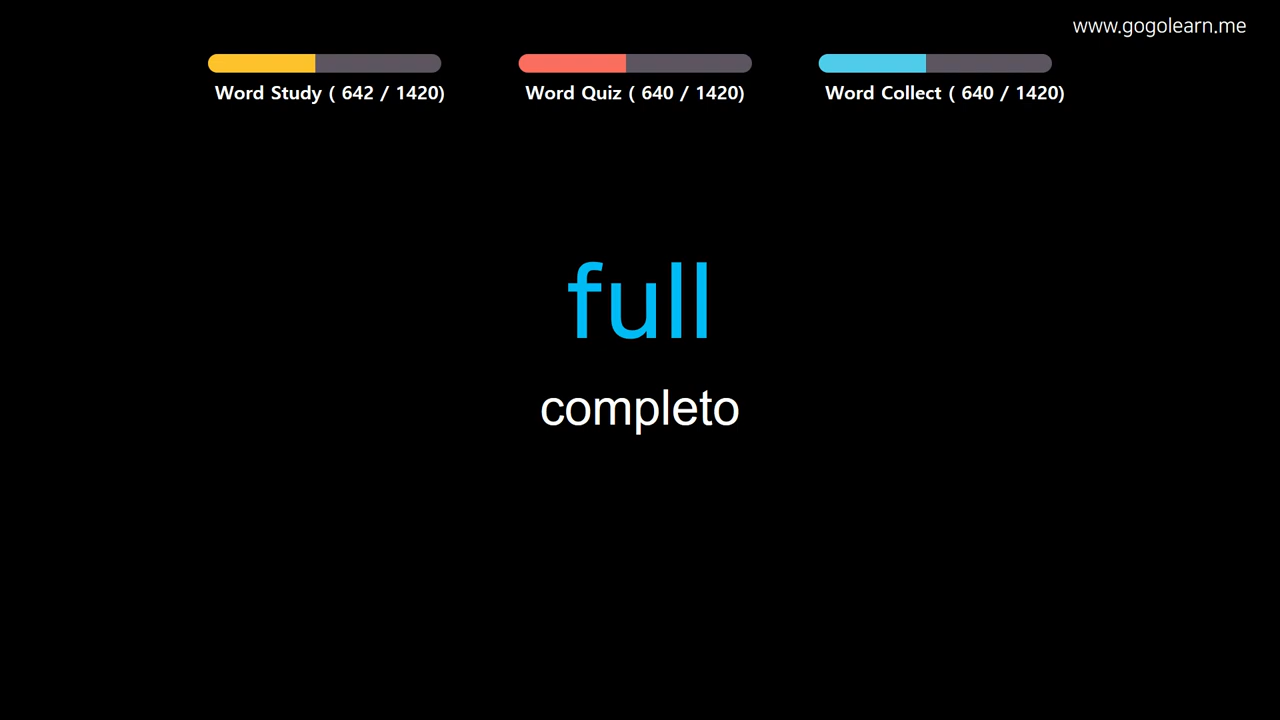 www.gogolearn.me
Word Study ( 642 / 1420)
Word Quiz ( 640 / 1420)
Word Collect ( 640 / 1420)
full
completo